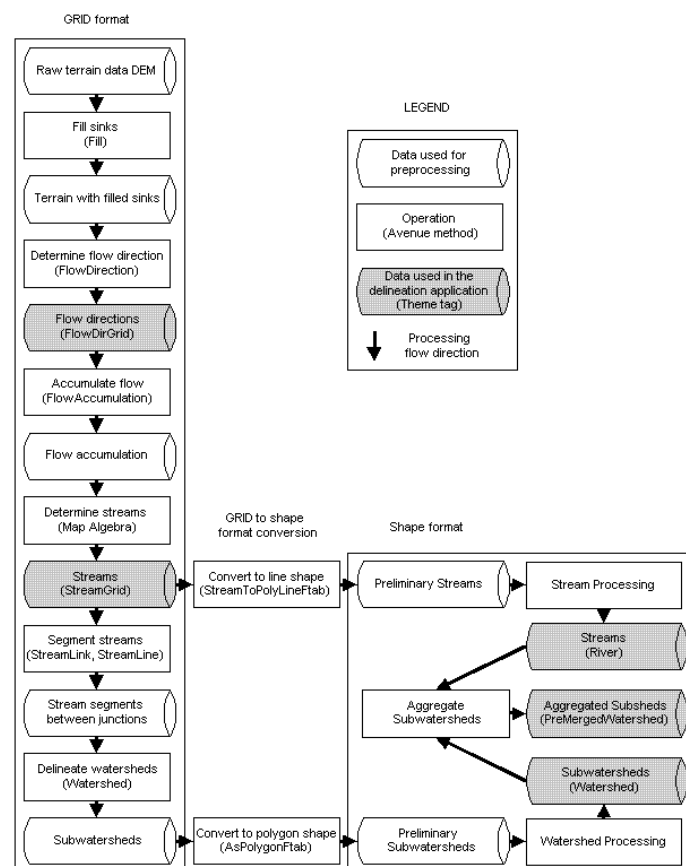 GRID format
Raw terrain data DEM
Fill sinks
(Fill)
Terrain with filled sinks
Determine flow direction
(FlowDirection)
Flow directions
(FlowDirGrid)
Accumulate flow
(FlowAccumulation)
Flow accumulation
Determine streams
(Map Algebra)
Streams
(StreamGrid)
Segment streams
(StreamLink, StreamLine)
Stream segments
between junctions
Delineate watersheds
(Watershed)
Subwatersheds
LEGEND
Data used for
preprocessing
Operation
(Avenue method)
Data used in the
delineation application
(Theme tag)
Processing
flow direction
GRID to shape
format conversion
Convert to line shape
(StreamToPolyLineFtab)
Convert to polygon shape
(AsPolygonFtab)
Shape format
Preliminary Streams
Stream Processing
Streams
(River)
Aggregate
Subwatersheds
Aggregated Subsheds
(PreMergedWatershed)
Subwatersheds
(Watershed)
Preliminary
Subwatersheds
Watershed Processing